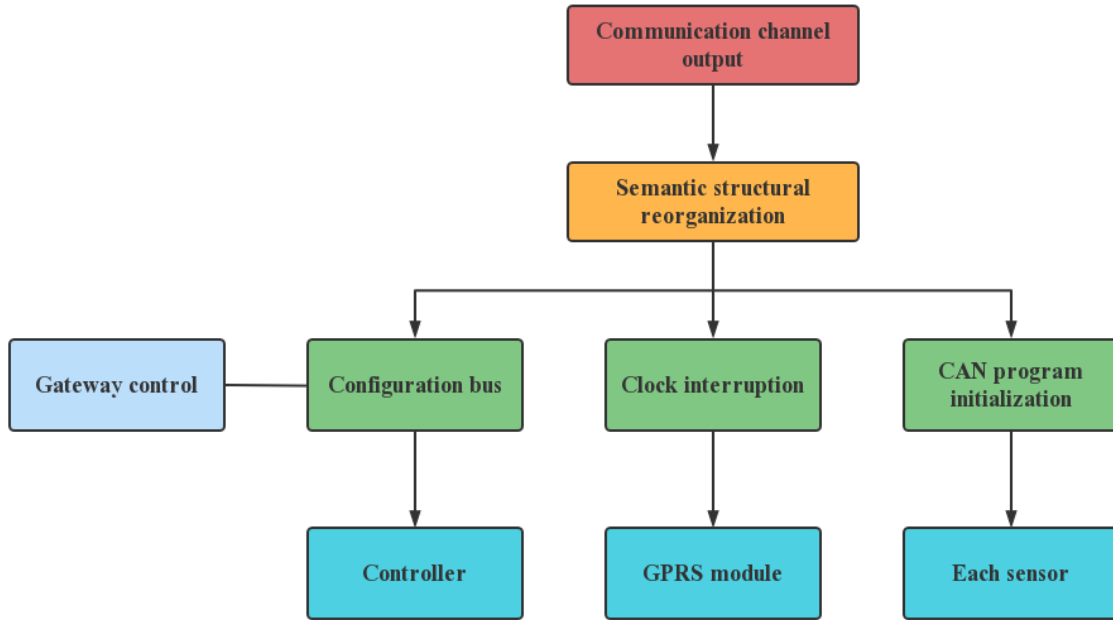 Communication channel
output
Semantic structural
reorganization
Gateway control
Configuration bus
Clock interruption
CAN program
initialization
Controller
GPRS module
Each sensor